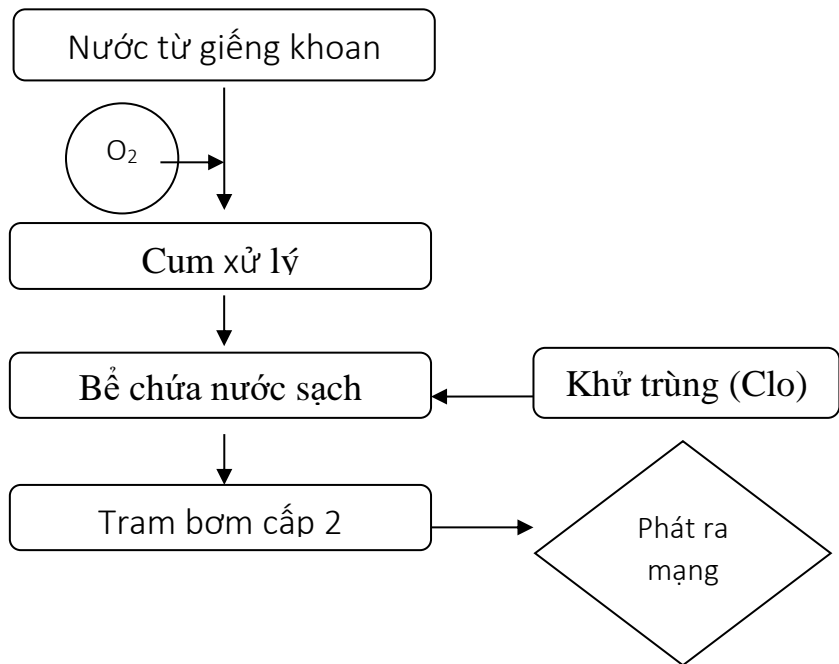 Nước từ giếng khoan
O₂
Cum xử lý
Bể chứa nước sạch
Khử trùng (Clo)
Tram bơm cấp 2
Phát ra
mạng